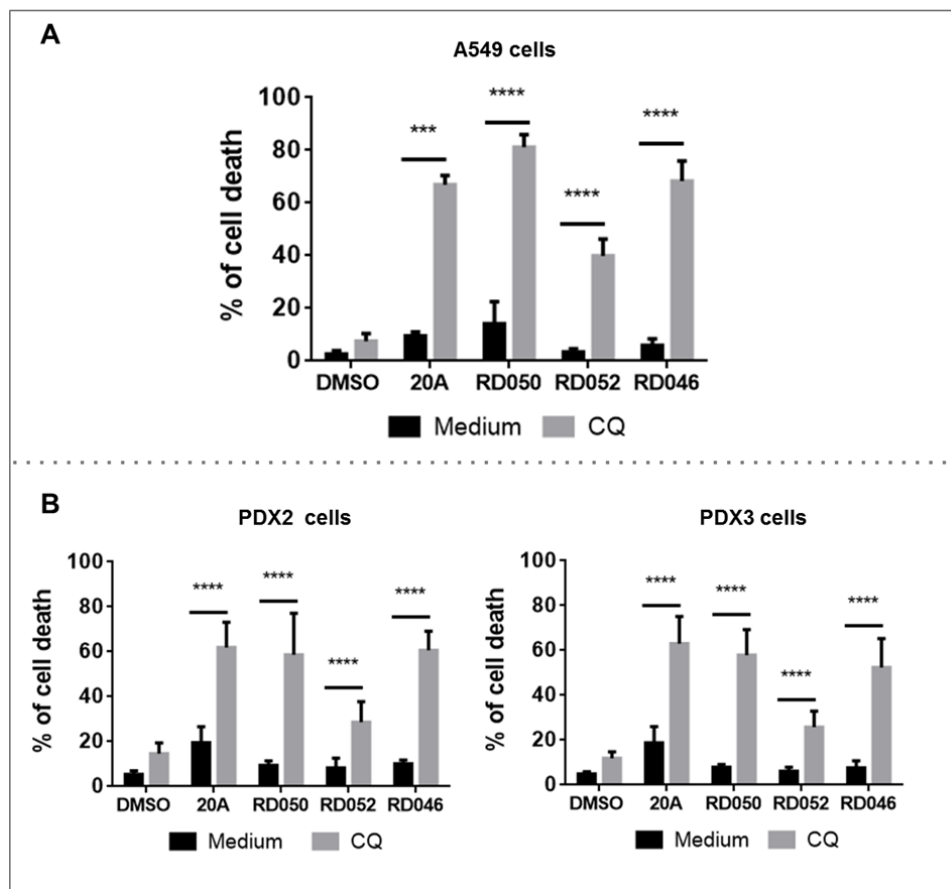 A
A549 cells
% of cell death
100
80
60
40
20
0
*** **** **** ****
DMSO 20A RD050 RD052 RD046
Medium CQ
B
PDX2 cells
% of cell death
100
80
60
40
20
0
**** **** **** ****
DMSO 20A RD050 RD052 RD046
Medium CQ
PDX3 cells
% of cell death
100
80
60
40
20
0
**** **** **** ****
DMSO 20A RD050 RD052 RD046
Medium CQ